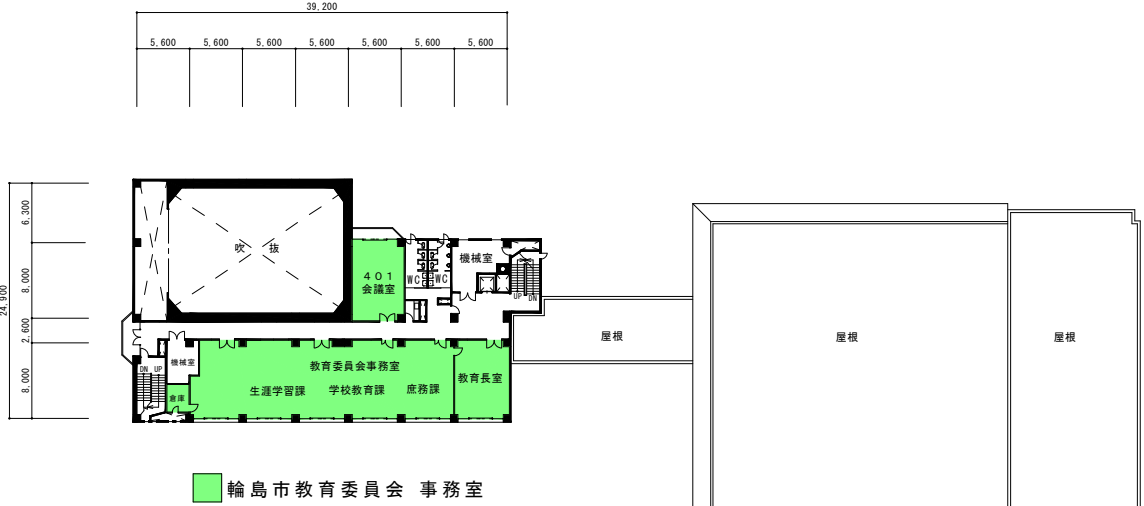 39,200
5,600 5,600 5,600 5,600 5,600 5,600 5,600
24,900
6,300
8,000
2,600
8,000
吹 抜
401
会議室
WC WC
機械室
UP DN
屋根 屋根 屋根
DN UP
機械室
倉庫
教育委員会事務室
生涯学習課 学校教育課 庶務課
教育長室
輪島市教育委員会 事務室